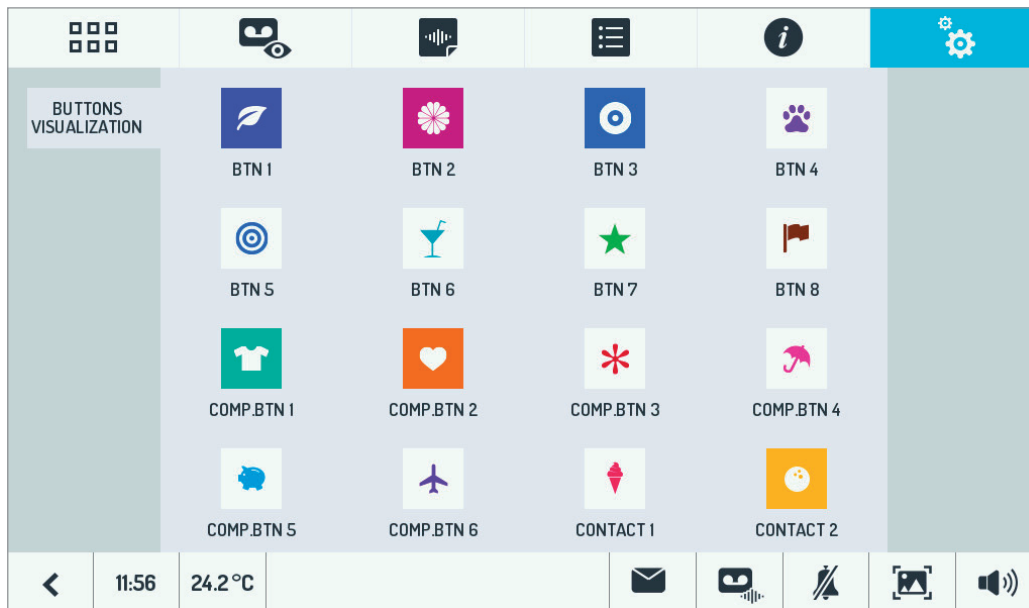 BUTTONS
VISUALIZATION
BTN 1
BTN 2
BTN 3
BTN 4
BTN 5
BTN 6
BTN 7
BTN 8
COMP.BTN 1
COMP.BTN 2
COMP.BTN 3
COMP.BTN 4
COMP.BTN 5
COMP.BTN 6
CONTACT 1
CONTACT 2
11:56
24.2 °C